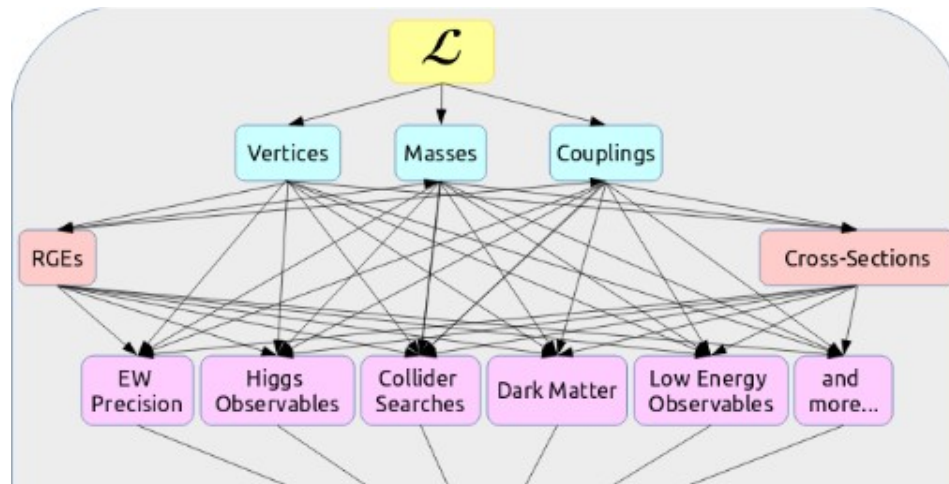 ℒ
Vertices
Masses
Couplings
RGEs
Cross-Sections
EW
Precision
Higgs
Observables
Collider
Searches
Dark Matter
Low Energy
Observables
and
more...